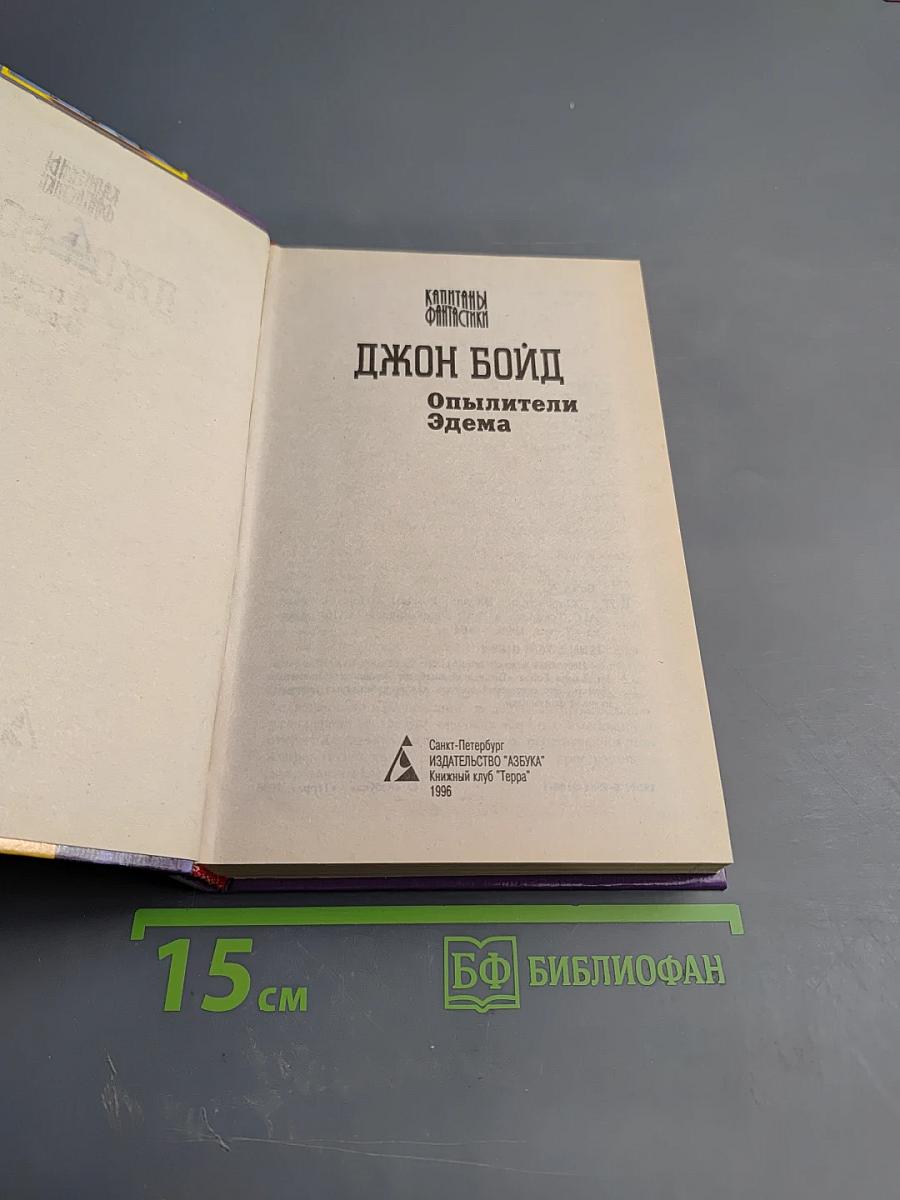 КАПИТАНЫ
ФАНТАСТИКИ
ДЖОН БОЙД
Опылители
Эдема
Санкт-Петербург
ИЗДАТЕЛЬСТВО "АЗБУКА"
Книжный клуб "Терра"
1996
15 см
БФ БИБЛИОФАН